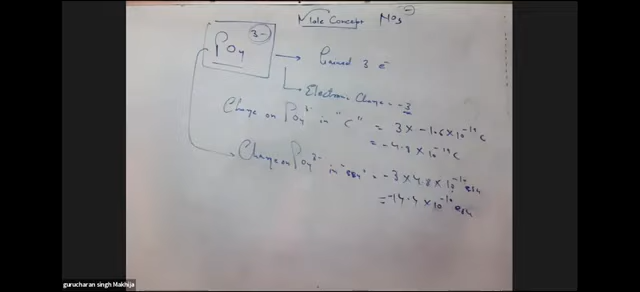 Mole Concept NO3 -
PO4 3-
Gained 3 e-
Electronic Charge = -3
Charge on PO4 3- in "C" = 3 x -1.6 x 10^-19 C
= -4.8 x 10^-19 C
Charge on PO4 3- in "esu" = -3 x 4.8 x 10^-10 esu
= -14.4 x 10^-10 esu
gurucharan singh Makhija